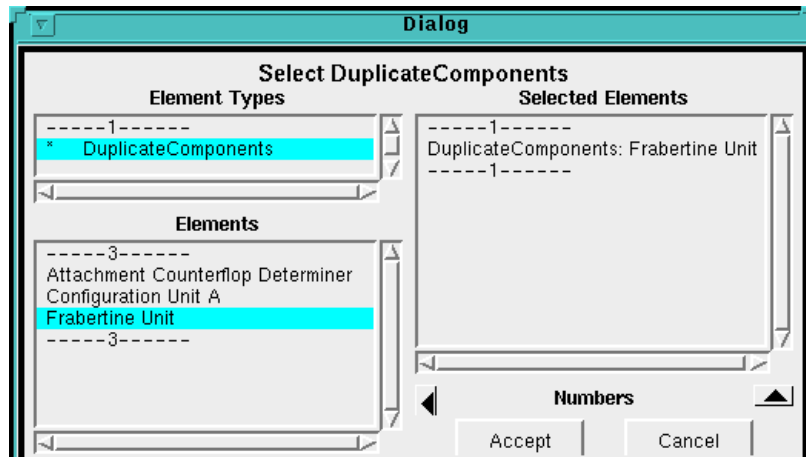 Dialog
Select DuplicateComponents
Element Types
-----1------
* DuplicateComponents
Elements
-----3------
Attachment Counterflop Determiner
Configuration Unit A
Frabertine Unit
-----3------
Selected Elements
-----1------
DuplicateComponents: Frabertine Unit
-----1------
Numbers
Accept
Cancel